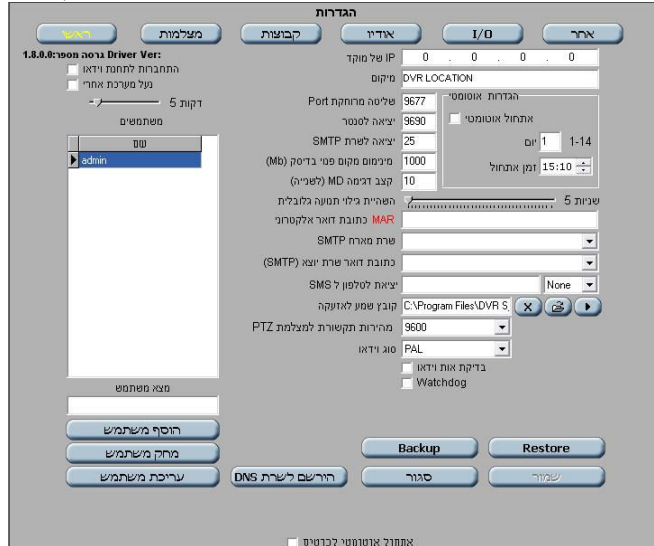 הגדרות
ראשי מצלמות קבוצות אודיו I/O אחר
1.8.0.0:גרסה מספר Driver Ver:
התחברות לתחנת וידאו
נעל מערכת אחרי
דקות 5
משתמשים
שם
admin
מצא משתמש
הוסף משתמש
מחק משתמש
עריכת משתמש
IP של מוקד 0 . 0 . 0 . 0
מיקום DVR LOCATION
שליטה מרוחקת Port 9677
יציאה לסנטר 9690
יציאה לשרת SMTP 25
מינימום מקום פנוי בדיסק (Mb) 1000
קצב דגימה MD (לשנייה) 10
הגדרות אוטומטי
אתחול אוטומטי
יום 1 1-14
זמן אתחול 15:10
השהיית גילוי תנועה גלובלית שניות 5
MAR כתובת דואר אלקטרוני
שרת מארח SMTP
כתובת דואר שרת יוצא (SMTP)
יציאת לטלפון ל SMS None
קובץ שמע לאזעקה C:\Program Files\DVR S
מהירות תקשורת למצלמת PTZ 9600
סוג וידאו PAL
בדיקת אות וידאו
Watchdog
Backup Restore
הירשם לשרת DNS סגור שמור
אתחול אוטומטי לכרטיס